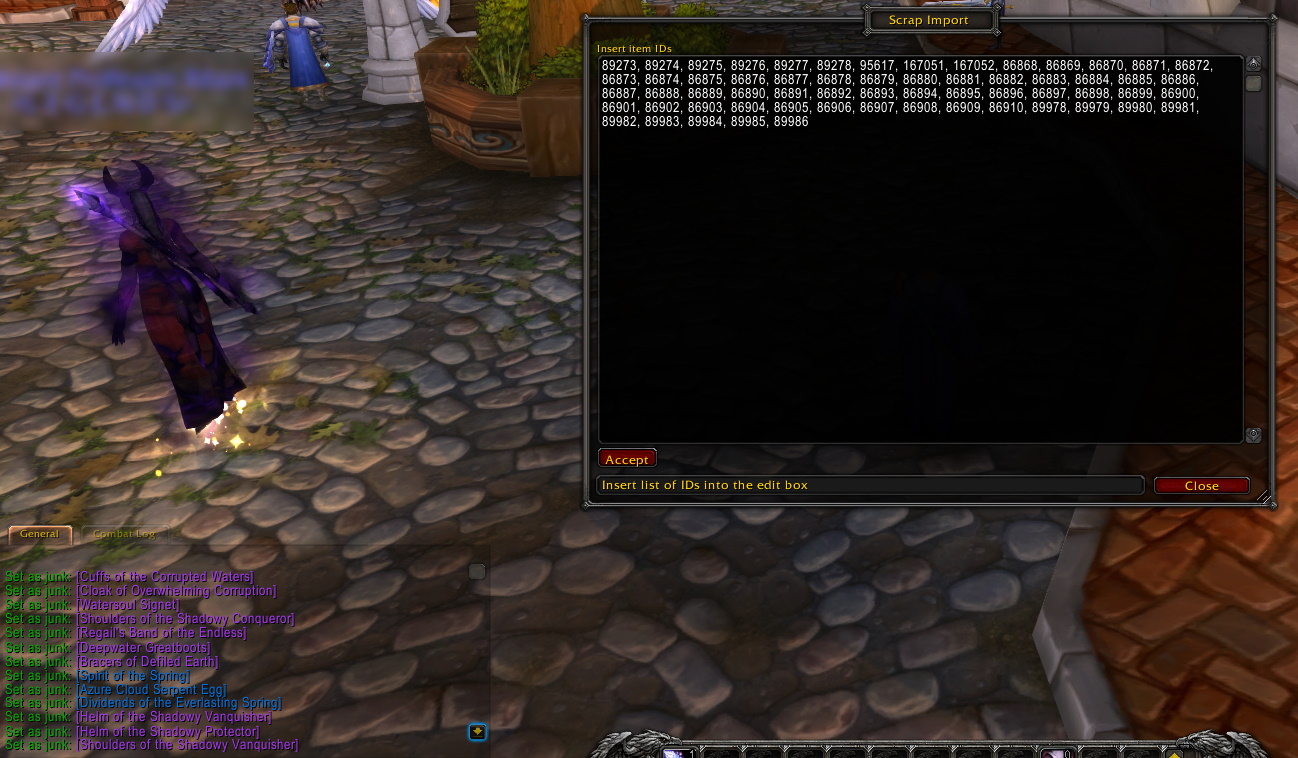 Scrap Import
Insert item IDs
89273, 89274, 89275, 89276, 89277, 89278, 95617, 167051, 167052, 86868, 86869, 86870, 86871, 86872,
86873, 86874, 86875, 86876, 86877, 86878, 86879, 86880, 86881, 86882, 86883, 86884, 86885, 86886,
86887, 86888, 86889, 86890, 86891, 86892, 86893, 86894, 86895, 86896, 86897, 86898, 86899, 86900,
86901, 86902, 86903, 86904, 86905, 86906, 86907, 86908, 86909, 86910, 89978, 89979, 89980, 89981,
89982, 89983, 89984, 89985, 89986
Accept
Insert list of IDs into the edit box
Close
General
Combat Log
Set as junk: [Cuffs of the Corrupted Waters]
Set as junk: [Cloak of Overwhelming Corruption]
Set as junk: [Watersoul Signet]
Set as junk: [Shoulders of the Shadowy Conqueror]
Set as junk: [Regail's Band of the Endless]
Set as junk: [Deepwater Greatboots]
Set as junk: [Bracers of Defiled Earth]
Set as junk: [Spirit of the Spring]
Set as junk: [Azure Cloud Serpent Egg]
Set as junk: [Dividends of the Everlasting Spring]
Set as junk: [Helm of the Shadowy Vanquisher]
Set as junk: [Helm of the Shadowy Protector]
Set as junk: [Shoulders of the Shadowy Vanquisher]
1
0